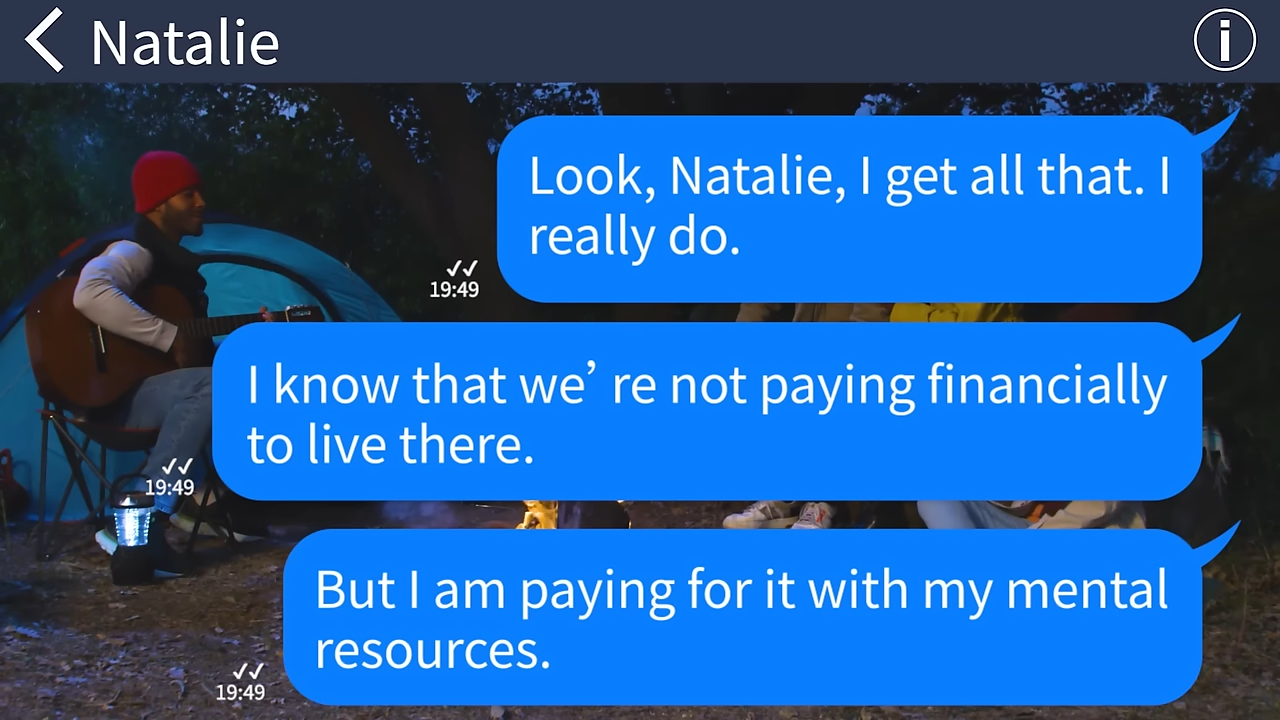 Natalie
Look, Natalie, I get all that. I
really do.
19:49
I know that we’ re not paying financially
to live there.
19:49
But I am paying for it with my mental
resources.
19:49